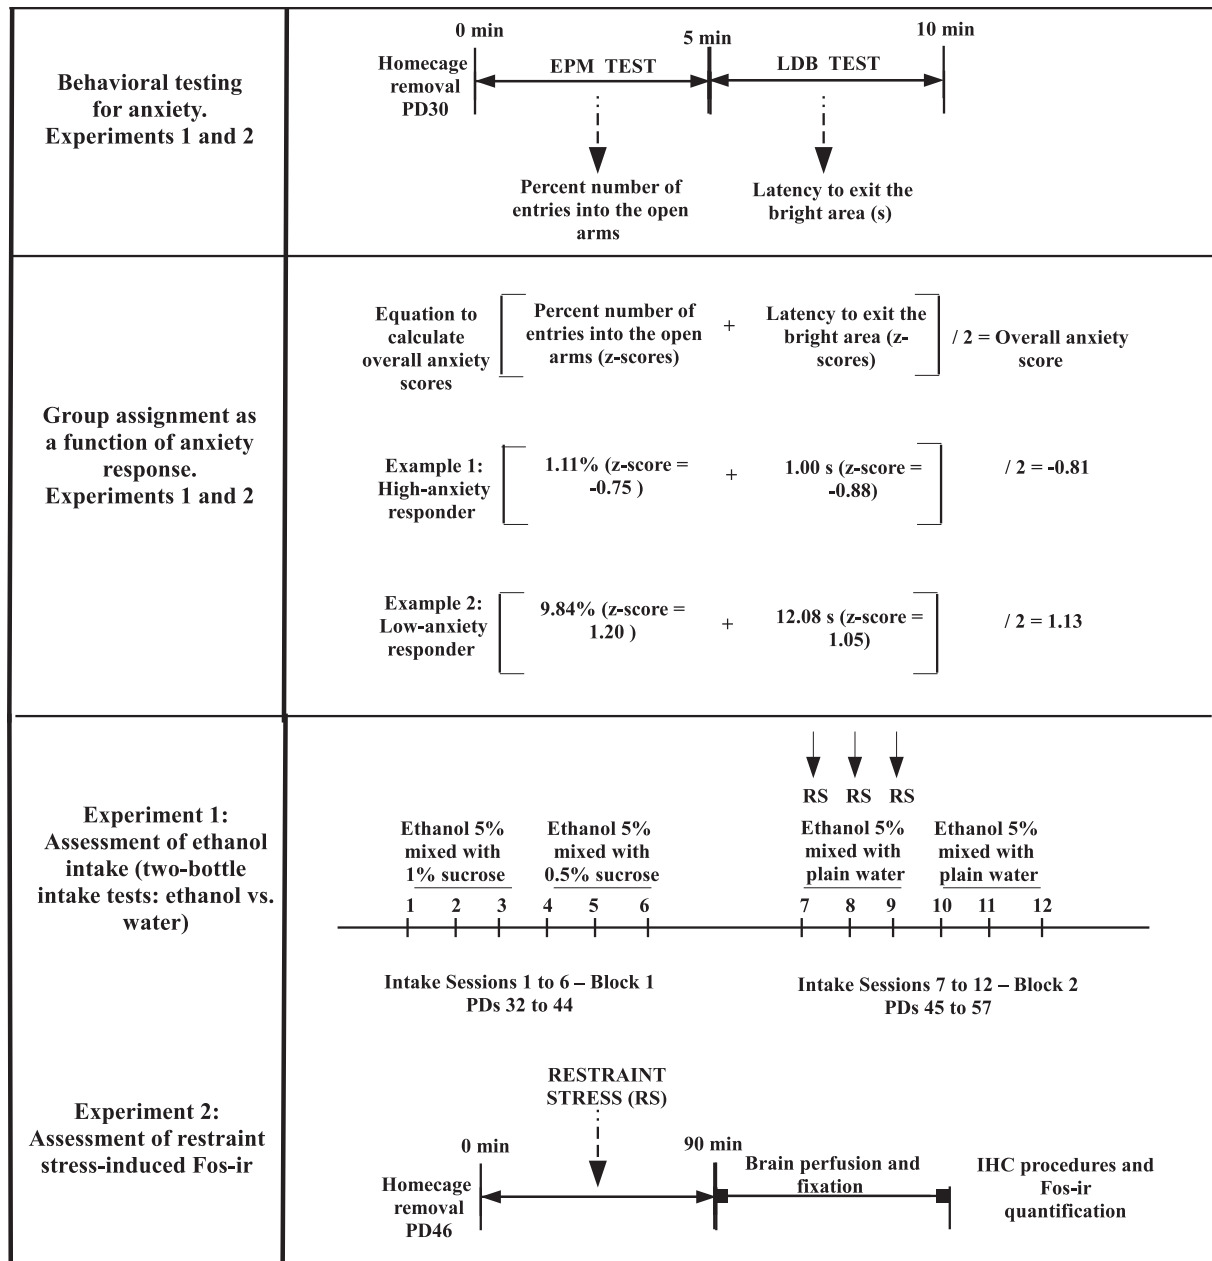 Behavioral testing
for anxiety.
Experiments 1 and 2
0 min
5 min
10 min
Homecage
removal
PD30
EPM TEST
LDB TEST
Percent number of
entries into the open
arms
Latency to exit the
bright area (s)
Group assignment as
a function of anxiety
response.
Experiments 1 and 2
Equation to
calculate
overall anxiety
scores
Percent number of
entries into the open
arms (z-scores)
+
Latency to exit the
bright area (z-
scores)
/ 2 = Overall anxiety
score
Example 1:
High-anxiety
responder
1.11% (z-score =
-0.75 )
+
1.00 s (z-score =
-0.88)
/ 2 = -0.81
Example 2:
Low-anxiety
responder
9.84% (z-score =
1.20 )
+
12.08 s (z-score =
1.05)
/ 2 = 1.13
Experiment 1:
Assessment of ethanol
intake (two-bottle
intake tests: ethanol vs.
water)
RS RS RS
Ethanol 5%
mixed with
1% sucrose
Ethanol 5%
mixed with
0.5% sucrose
Ethanol 5%
mixed with
plain water
Ethanol 5%
mixed with
plain water
1 2 3 4 5 6 7 8 9 10 11 12
Intake Sessions 1 to 6 – Block 1
PDs 32 to 44
Intake Sessions 7 to 12 – Block 2
PDs 45 to 57
Experiment 2:
Assessment of restraint
stress-induced Fos-ir
RESTRAINT
STRESS (RS)
0 min
90 min
Homecage
removal
PD46
Brain perfusion and
fixation
IHC procedures and
Fos-ir
quantification